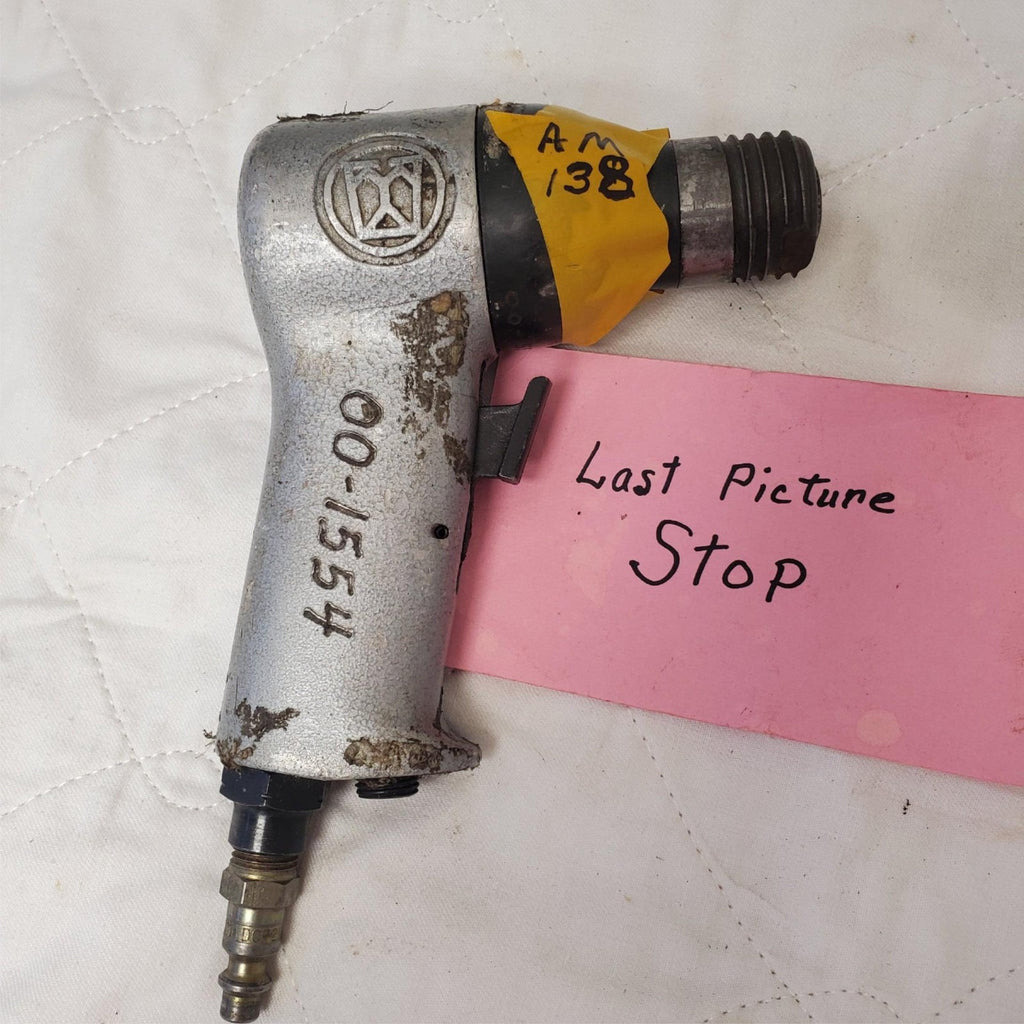 AM
138
00-1554
Last Picture
Stop